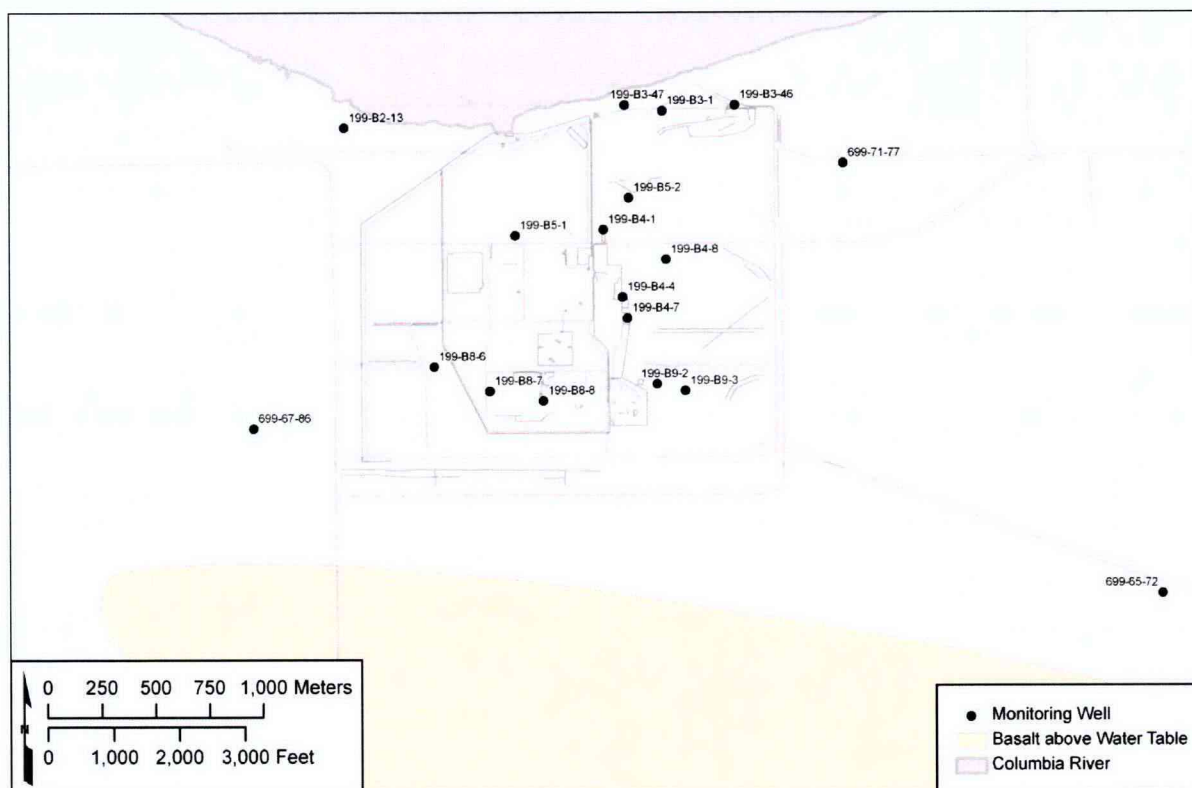 199-B3-47
199-B3-1
199-B3-46
199-B2-13
699-71-77
199-B5-2
199-B4-1
199-B5-1
199-B4-8
199-B4-4
199-B4-7
199-B8-6
199-B8-7
199-B8-8
199-B9-2
199-B9-3
699-67-86
699-65-72
0 250 500 750 1,000 Meters
N
0 1,000 2,000 3,000 Feet
Monitoring Well
Basalt above Water Table
Columbia River